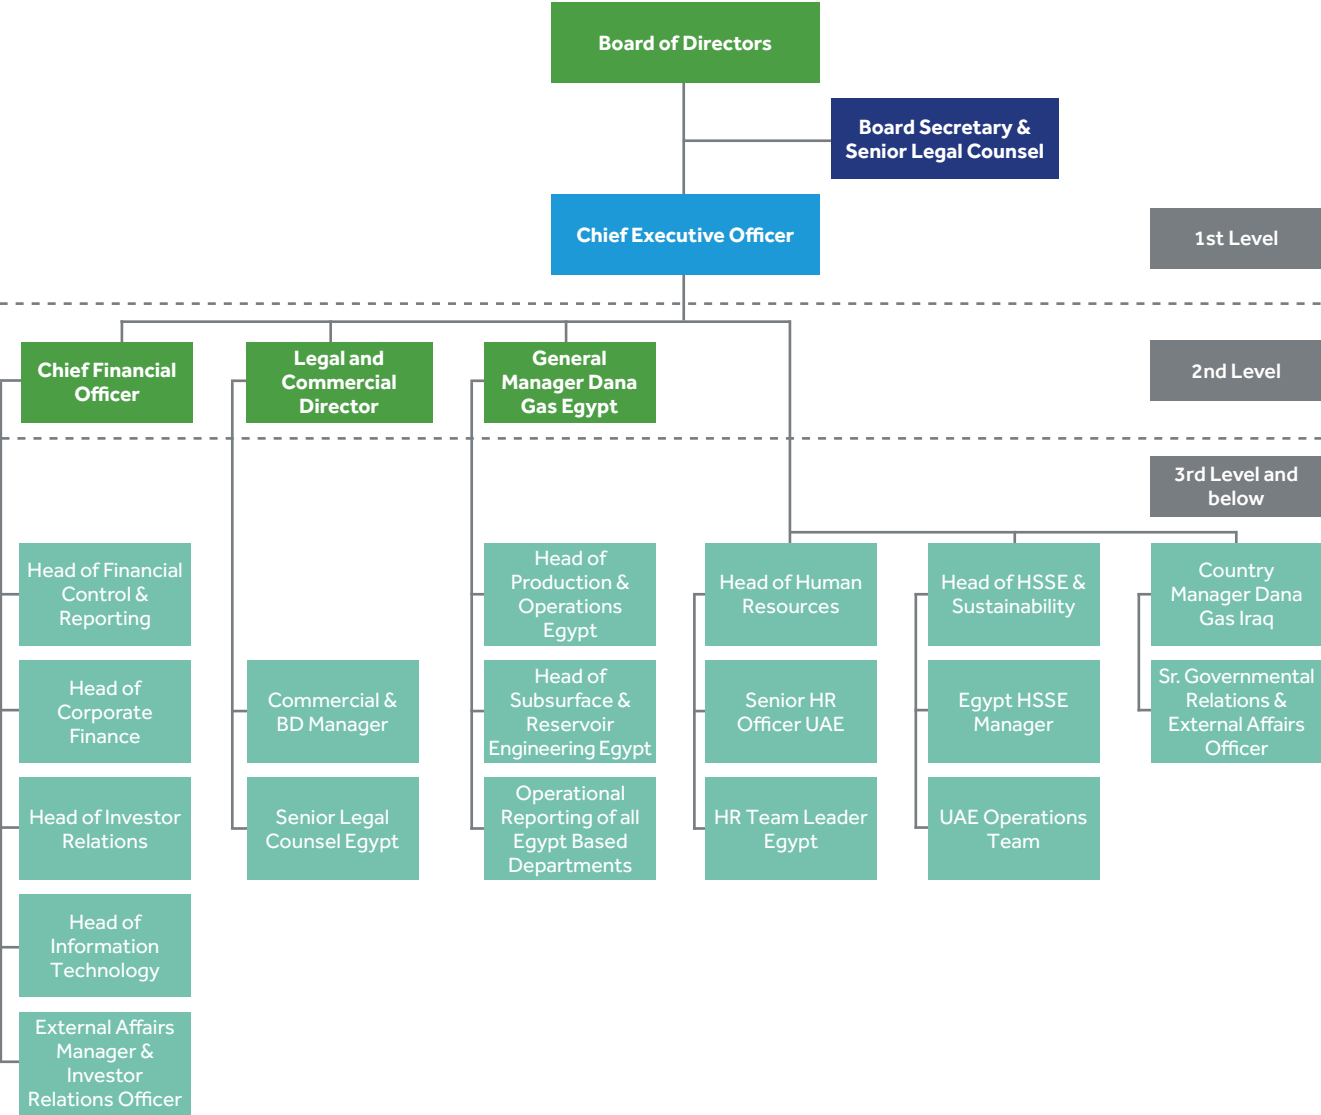 Board of Directors
Board Secretary &
Senior Legal Counsel
Chief Executive Officer
1st Level
Chief Financial
Officer
Legal and
Commercial
Director
General
Manager Dana
Gas Egypt
2nd Level
3rd Level and
below
Head of Financial
Control &
Reporting
Head of
Production &
Operations
Egypt
Head of Human
Resources
Head of HSSE &
Sustainability
Country
Manager Dana
Gas Iraq
Head of
Corporate
Finance
Commercial &
BD Manager
Head of
Subsurface &
Reservoir
Engineering Egypt
Senior HR
Officer UAE
Egypt HSSE
Manager
Sr. Governmental
Relations &
External Affairs
Officer
Head of Investor
Relations
Senior Legal
Counsel Egypt
Operational
Reporting of all
Egypt Based
Departments
HR Team Leader
Egypt
UAE Operations
Team
Head of
Information
Technology
External Affairs
Manager &
Investor
Relations Officer